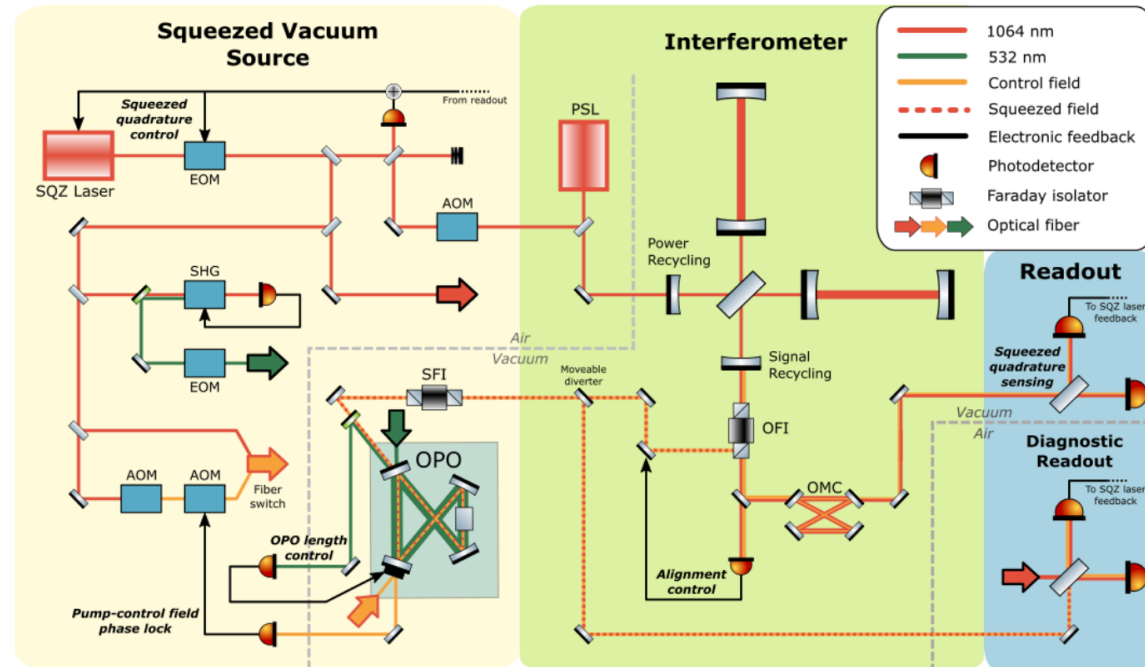 Squeezed Vacuum
Source
Squeezed
quadrature
control
From readout
SQZ Laser
EOM
AOM
SHG
EOM
AOM
AOM
Fiber
switch
OPO length
control
Pump-control field
phase lock
SFI
OPO
Interferometer
PSL
Power
Recycling
Air
Vacuum
Signal
Recycling
Moveable
diverter
OFI
OMC
Alignment
control
1064 nm
532 nm
Control field
Squeezed field
Electronic feedback
Photodetector
Faraday isolator
Optical fiber
Readout
To SQZ laser
feedback
Squeezed
quadrature
sensing
Vacuum
Air
Diagnostic
Readout
To SQZ laser
feedback